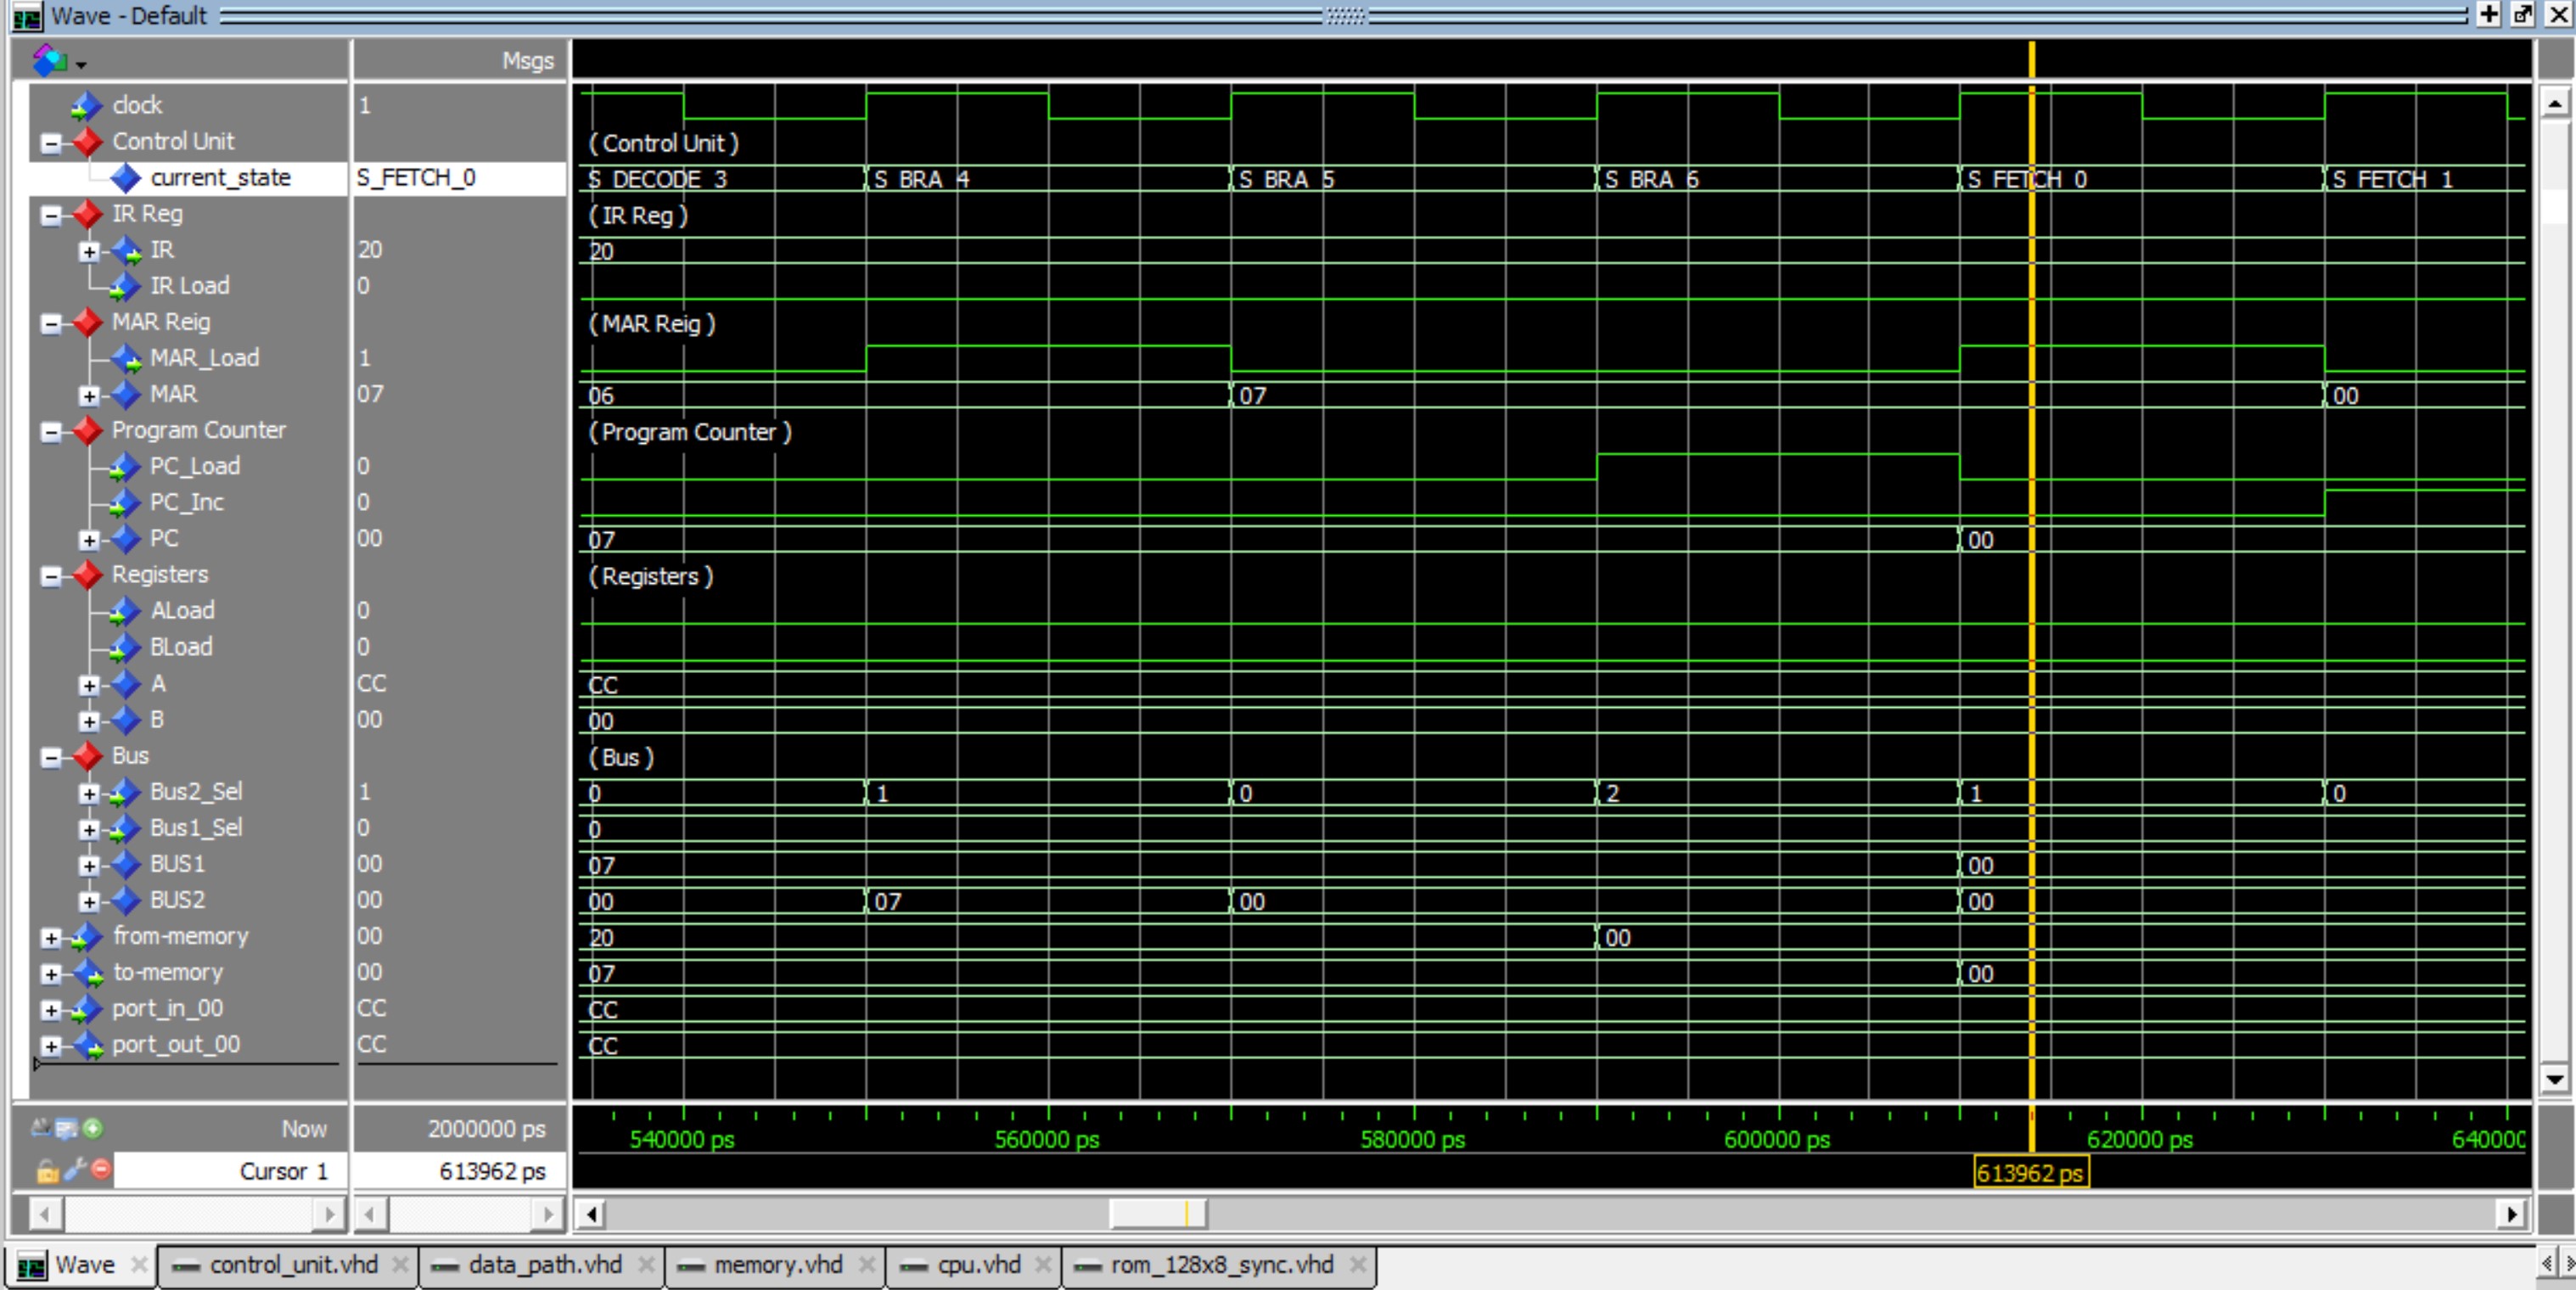 Wave - Default
Msgs
clock 1
Control Unit (Control Unit)
current_state S_FETCH_0 S_DECODE_3 S_BRA_4 S_BRA_5 S_BRA_6 S_FETCH_0 S_FETCH_1
IR Reg (IR Reg)
IR 20 20
IR Load 0
MAR Reig (MAR Reig)
MAR_Load 1
MAR 07 06 07 00
Program Counter (Program Counter)
PC_Load 0
PC_Inc 0
PC 00 07 00
Registers (Registers)
ALoad 0
BLoad 0
A CC CC
B 00 00
Bus (Bus)
Bus2_Sel 1 0 1 0 2 1 0
Bus1_Sel 0 0
BUS1 00 07 00
BUS2 00 00 07 00 00
from-memory 00 20 00
to-memory 00 07 00
port_in_00 CC CC
port_out_00 CC CC
Now 2000000 ps 540000 ps 560000 ps 580000 ps 600000 ps 620000 ps 640000
Cursor 1 613962 ps 613962 ps
Wave control_unit.vhd data_path.vhd memory.vhd cpu.vhd rom_128x8_sync.vhd